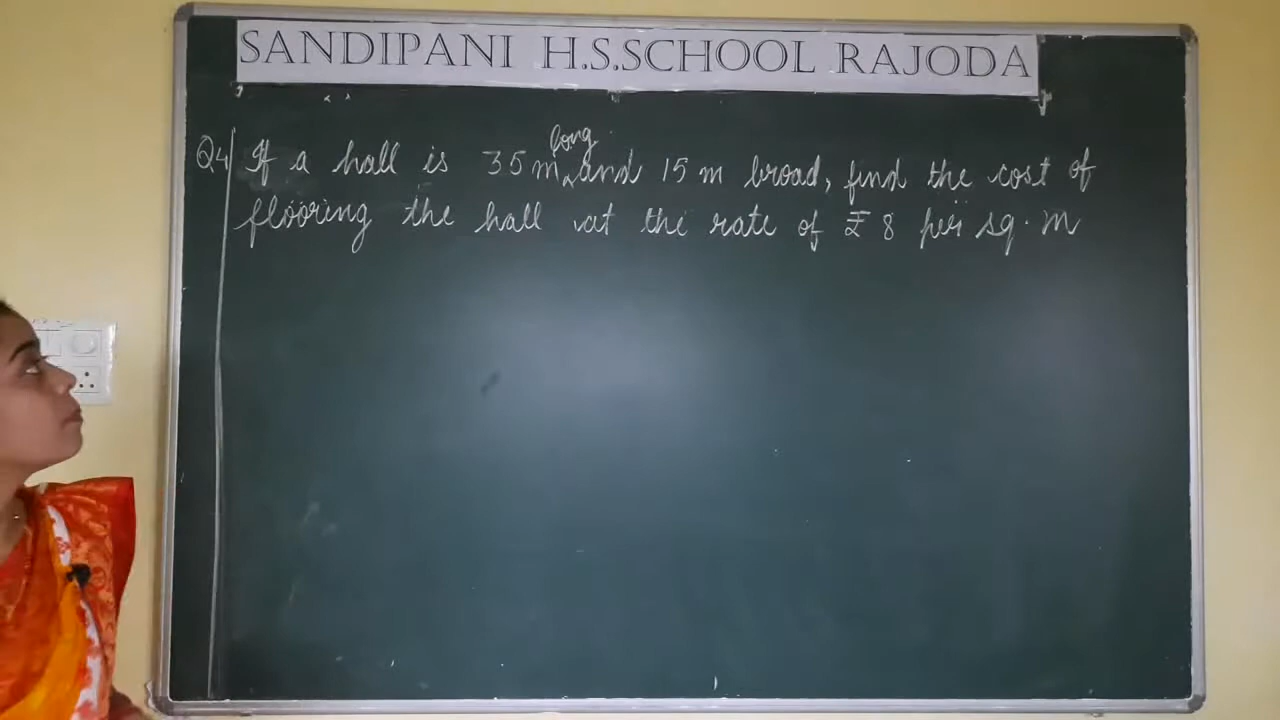 SANDIPANI H.S.SCHOOL RAJODA
Q4 If a hall is 35m long and 15 m broad, find the cost of
flooring the hall at the rate of ₹ 8 per sq. m